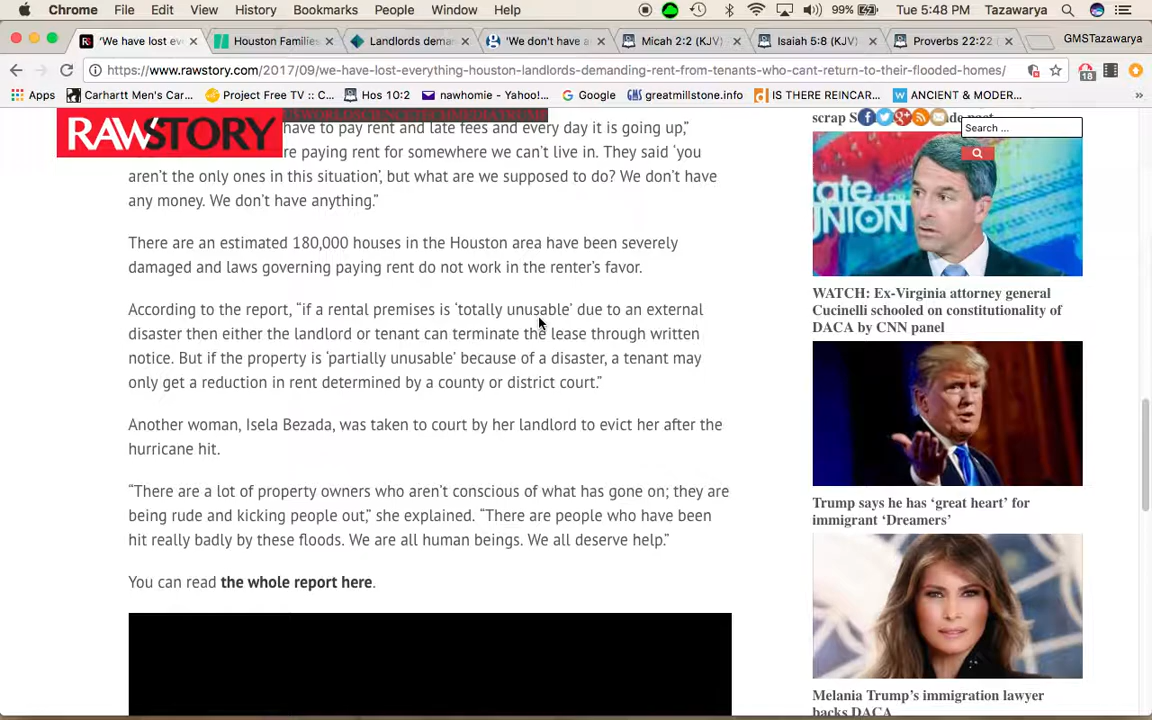 Chrome File Edit View History Bookmarks People Window Help 99% Tue 5:48 PM Tazawarya
'We have lost eve Houston Families Landlords dema 'We don't have a Micah 2:2 (KJV) Isaiah 5:8 (KJV) Proverbs 22:22 GMSTazawarya
https://www.rawstory.com/2017/09/we-have-lost-everything-houston-landlords-demanding-rent-from-tenants-who-cant-return-to-their-flooded-homes/ 18
Apps Carhartt Men's Car... Project Free TV :: C... Hos 10:2 nawhomie - Yahoo!... Google greatmillstone.info IS THERE REINCAR... ANCIENT & MODER... »
RAWSTORY
have to pay rent and late fees and every day it is going up,”
re paying rent for somewhere we can’t live in. They said ‘you
aren’t the only ones in this situation’, but what are we supposed to do? We don’t have
any money. We don’t have anything.”
There are an estimated 180,000 houses in the Houston area have been severely
damaged and laws governing paying rent do not work in the renter’s favor.
According to the report, “if a rental premises is ‘totally unusable’ due to an external
disaster then either the landlord or tenant can terminate the lease through written
notice. But if the property is ‘partially unusable’ because of a disaster, a tenant may
only get a reduction in rent determined by a county or district court.”
Another woman, Isela Bezada, was taken to court by her landlord to evict her after the
hurricane hit.
“There are a lot of property owners who aren’t conscious of what has gone on; they are
being rude and kicking people out,” she explained. “There are people who have been
hit really badly by these floods. We are all human beings. We all deserve help.”
You can read the whole report here.
scrap
Search ...
State of the
UNION
WATCH: Ex-Virginia attorney general
Cucinelli schooled on constitutionality of
DACA by CNN panel
Trump says he has ‘great heart’ for
immigrant ‘Dreamers’
Melania Trump’s immigration lawyer
backs DACA